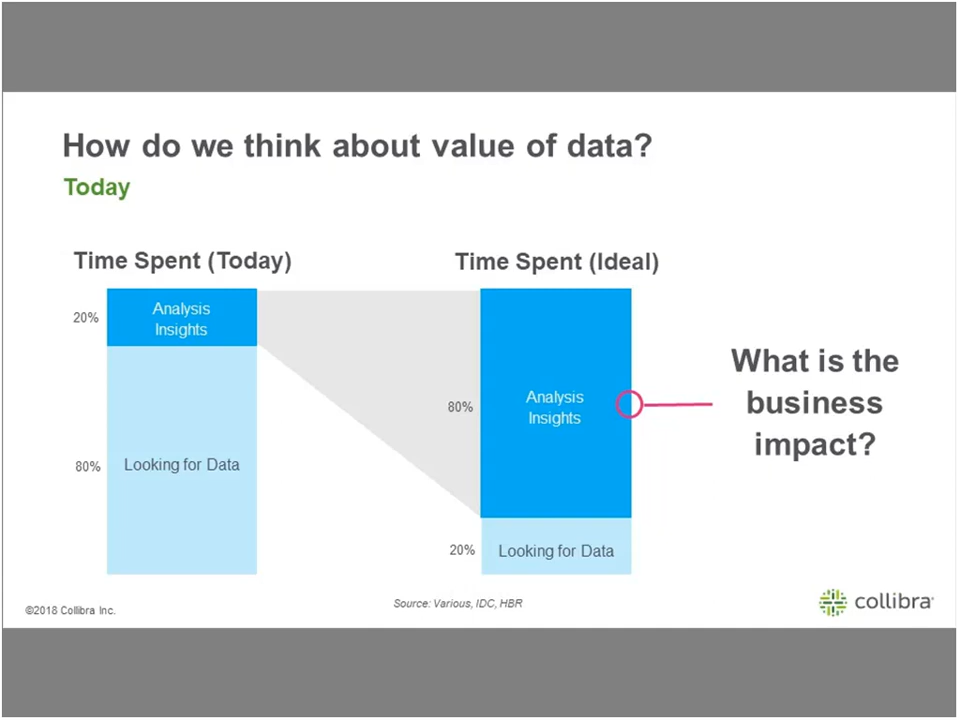 How do we think about value of data?
Today
Time Spent (Today)
Time Spent (Ideal)
20%
Analysis
Insights
80%
Looking for Data
80%
Analysis
Insights
20%
Looking for Data
What is the
business
impact?
©2018 Collibra Inc.
Source: Various, IDC, HBR
collibra